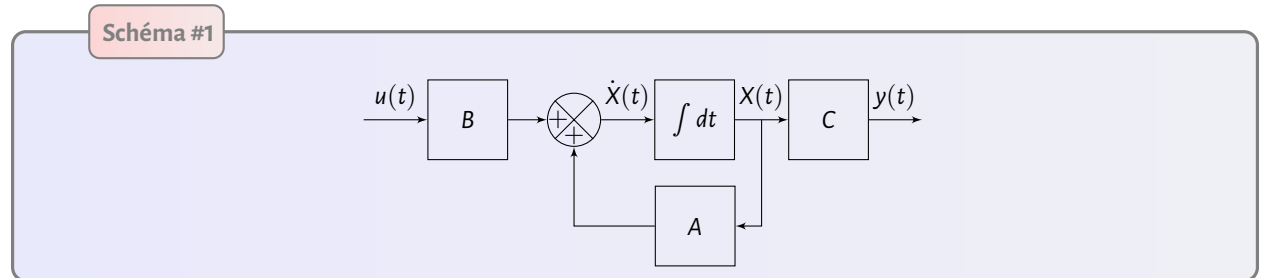 Schéma #1
u(t) B + + Ẋ(t) ∫ dt X(t) C y(t)
A